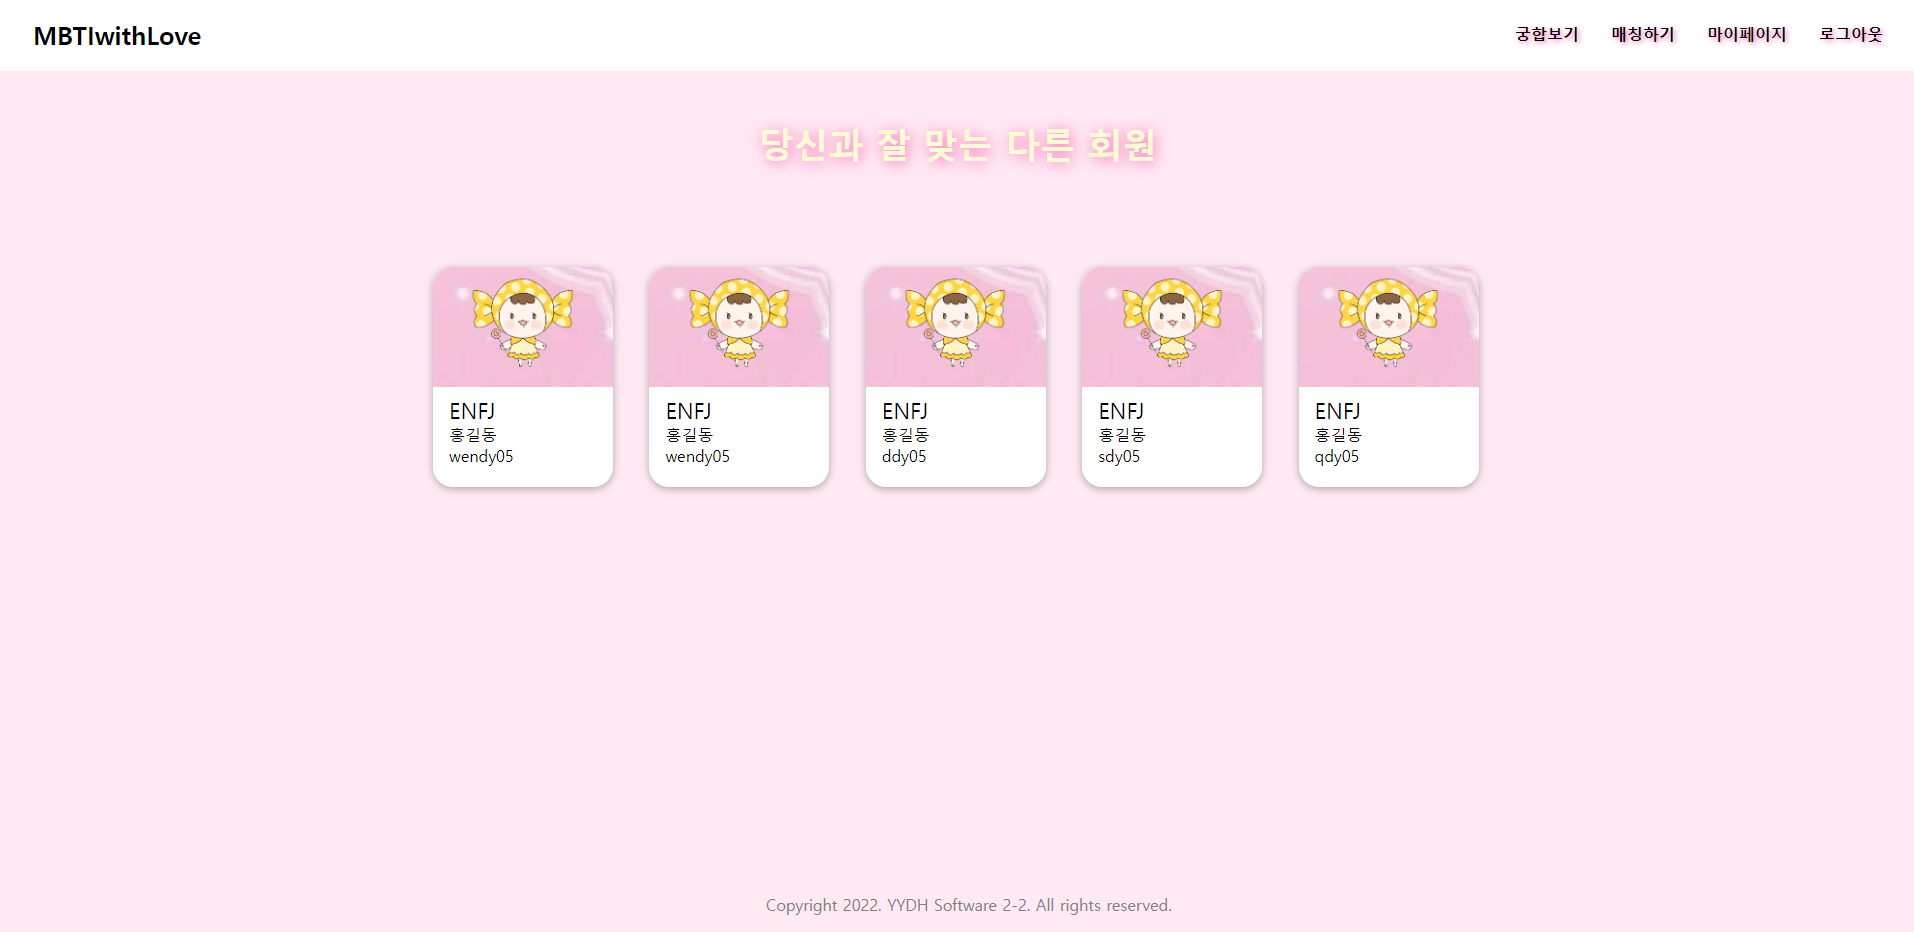 MBTIwithLove
궁합보기 매칭하기 마이페이지 로그아웃
당신과 잘 맞는 다른 회원
ENFJ
홍길동
wendy05
ENFJ
홍길동
wendy05
ENFJ
홍길동
ddy05
ENFJ
홍길동
sdy05
ENFJ
홍길동
qdy05
Copyright 2022. YYDH Software 2-2. All rights reserved.